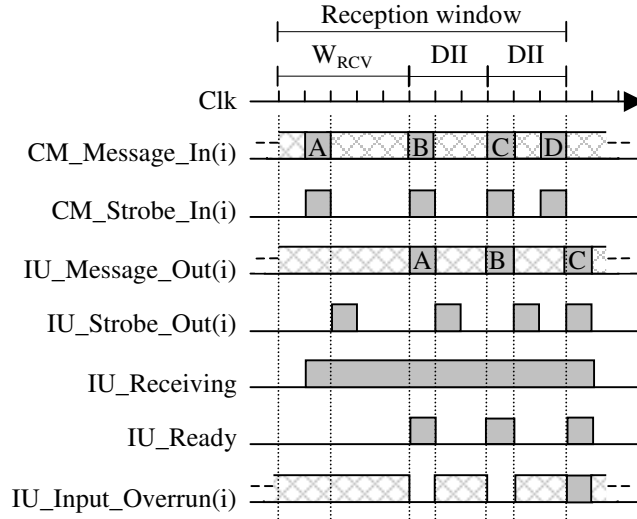 Reception window
W_RCV DII DII
Clk
CM_Message_In(i) A B C D
CM_Strobe_In(i)
IU_Message_Out(i) A B C
IU_Strobe_Out(i)
IU_Receiving
IU_Ready
IU_Input_Overrun(i)